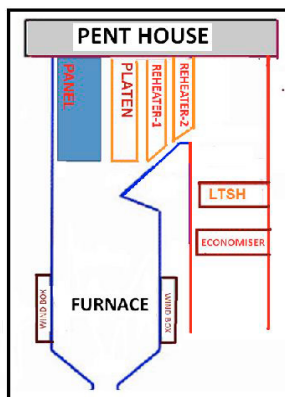 PENT HOUSE
PANEL
PLATEN
REHEATER-1
REHEATER-2
LTSH
ECONOMISER
FURNACE
WIND BOX
WIND BOX